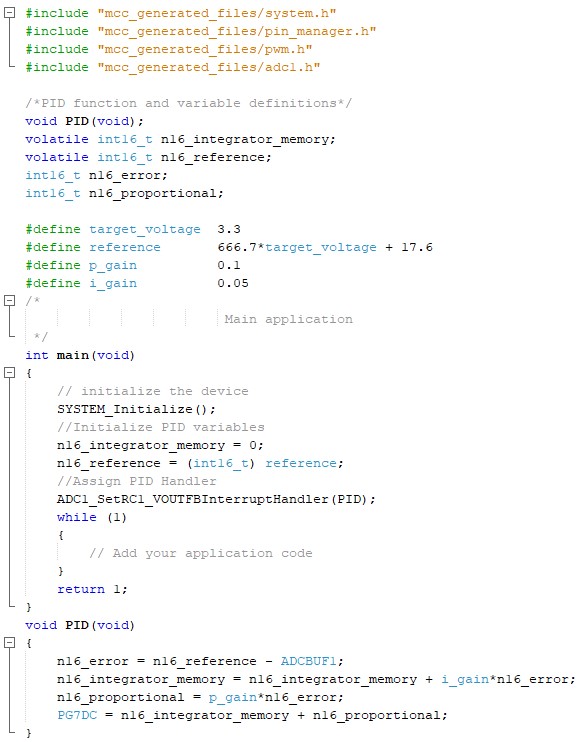 #include "mcc_generated_files/system.h"
#include "mcc_generated_files/pin_manager.h"
#include "mcc_generated_files/pwm.h"
#include "mcc_generated_files/adc1.h"

/*PID function and variable definitions*/
void PID(void);
volatile int16_t n16_integrator_memory;
volatile int16_t n16_reference;
int16_t n16_error;
int16_t n16_proportional;

#define target_voltage  3.3
#define reference       666.7*target_voltage + 17.6
#define p_gain          0.1
#define i_gain          0.05
/*
                         Main application
 */
int main(void)
{
    // initialize the device
    SYSTEM_Initialize();
    //Initialize PID variables
    n16_integrator_memory = 0;
    n16_reference = (int16_t) reference;
    //Assign PID Handler
    ADC1_SetRC1_VOUTFBInterruptHandler(PID);
    while (1)
    {
        // Add your application code
    }
    return 1;
}
void PID(void)
{
    n16_error = n16_reference - ADCBUF1;
    n16_integrator_memory = n16_integrator_memory + i_gain*n16_error;
    n16_proportional = p_gain*n16_error;
    PG7DC = n16_integrator_memory + n16_proportional;
}